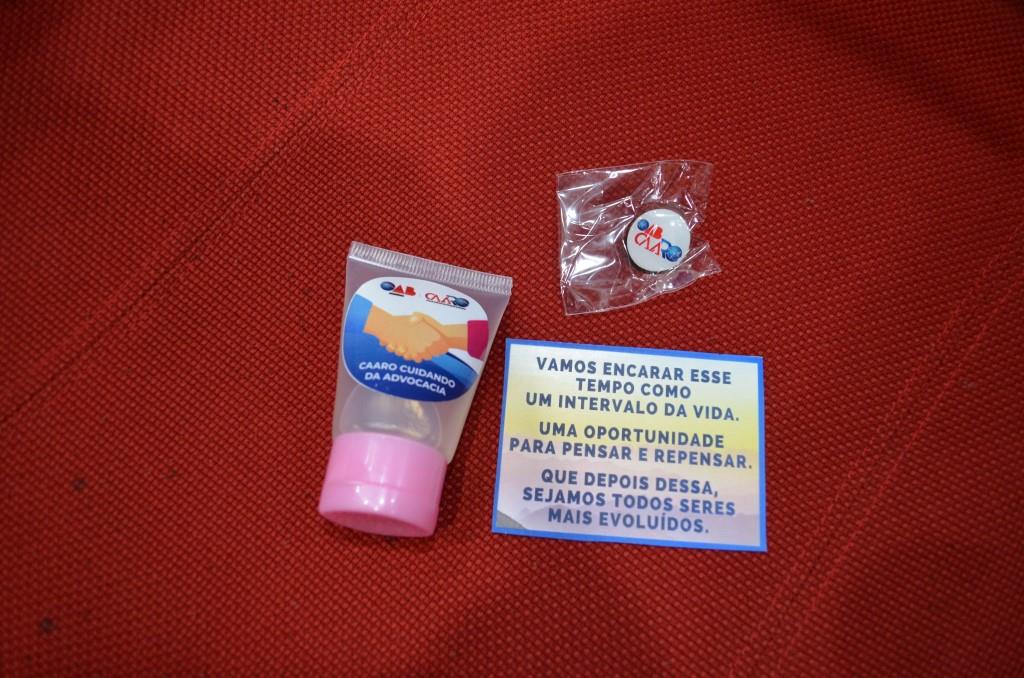 OAB
CAARO
OAB CAARO
CAARO CUIDANDO
DA ADVOCACIA
VAMOS ENCARAR ESSE
TEMPO COMO
UM INTERVALO DA VIDA.
UMA OPORTUNIDADE
PARA PENSAR E REPENSAR.
QUE DEPOIS DESSA,
SEJAMOS TODOS SERES
MAIS EVOLUÍDOS.